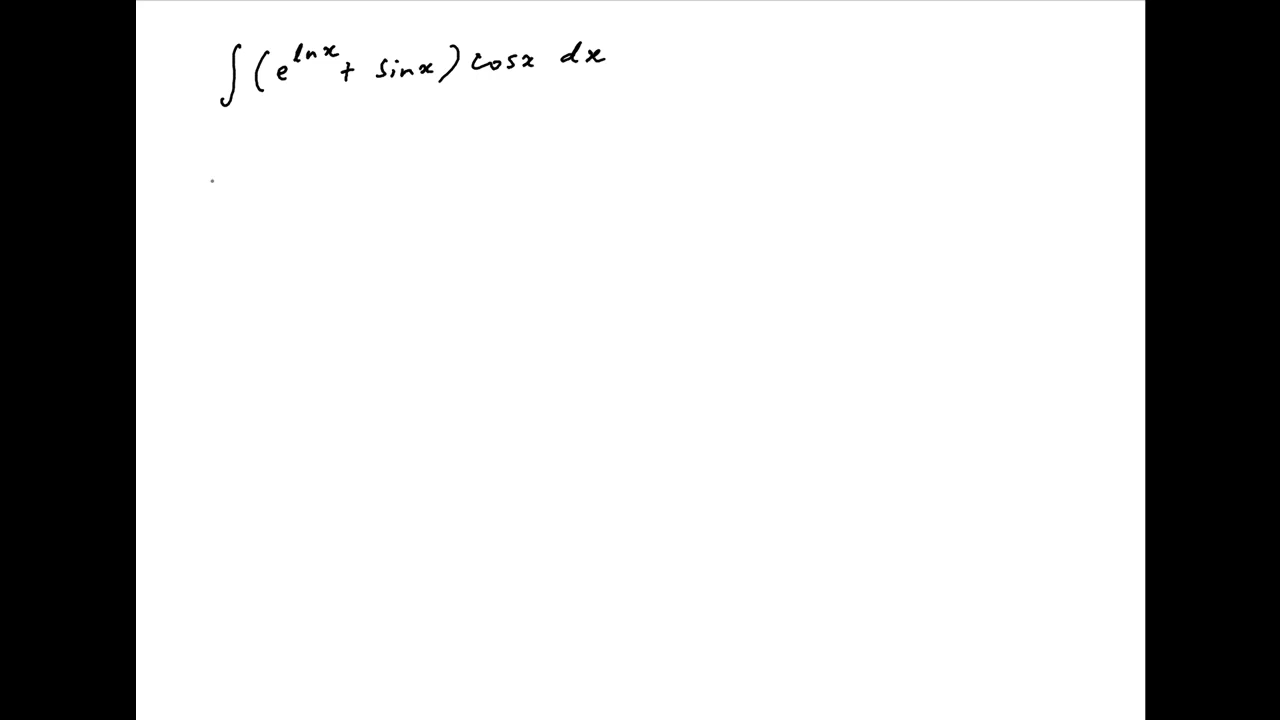 ∫(e^{ln x} + sin x) cos x dx